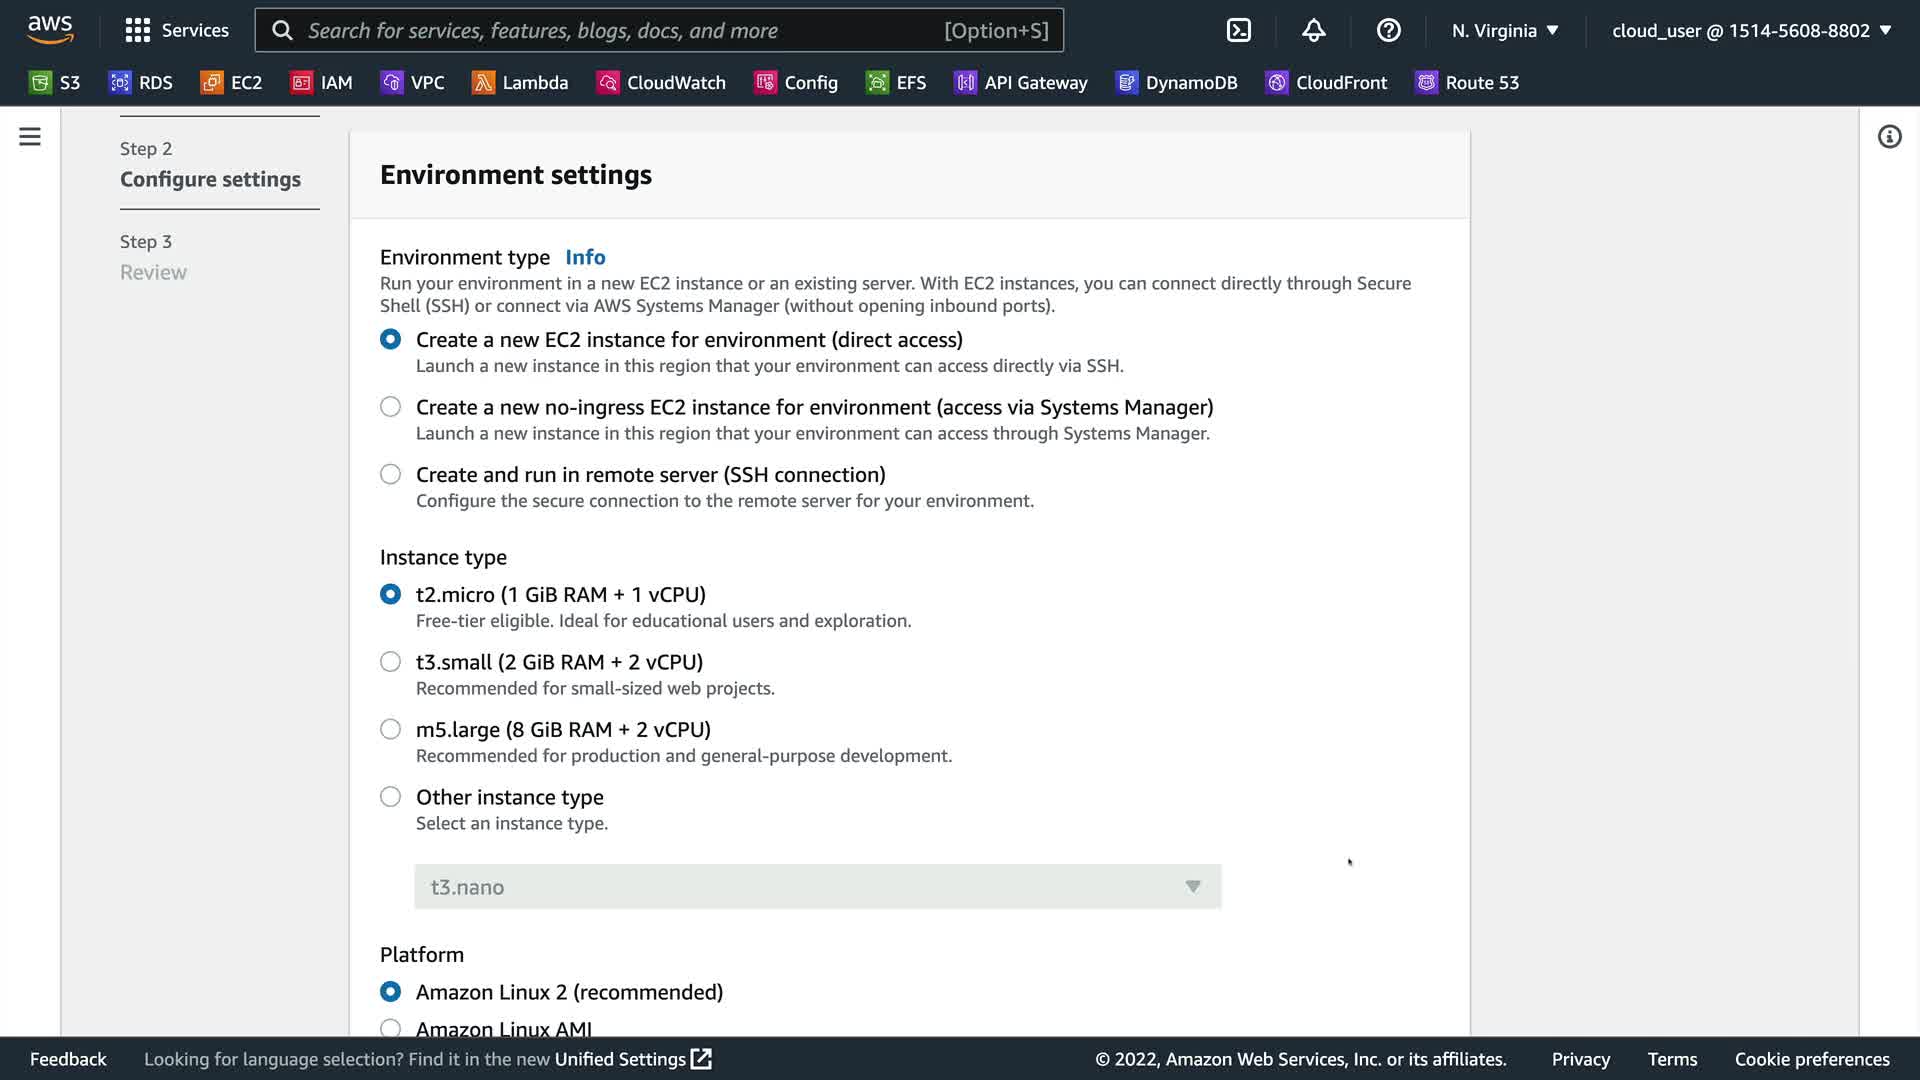 aws
Services
Search for services, features, blogs, docs, and more [Option+S]
N. Virginia
cloud_user @ 1514-5608-8802
S3 RDS EC2 IAM VPC Lambda CloudWatch Config EFS API Gateway DynamoDB CloudFront Route 53
Step 2
Configure settings
Step 3
Review
Environment settings
Environment type Info
Run your environment in a new EC2 instance or an existing server. With EC2 instances, you can connect directly through Secure
Shell (SSH) or connect via AWS Systems Manager (without opening inbound ports).
Create a new EC2 instance for environment (direct access)
Launch a new instance in this region that your environment can access directly via SSH.
Create a new no-ingress EC2 instance for environment (access via Systems Manager)
Launch a new instance in this region that your environment can access through Systems Manager.
Create and run in remote server (SSH connection)
Configure the secure connection to the remote server for your environment.
Instance type
t2.micro (1 GiB RAM + 1 vCPU)
Free-tier eligible. Ideal for educational users and exploration.
t3.small (2 GiB RAM + 2 vCPU)
Recommended for small-sized web projects.
m5.large (8 GiB RAM + 2 vCPU)
Recommended for production and general-purpose development.
Other instance type
Select an instance type.
t3.nano
Platform
Amazon Linux 2 (recommended)
Amazon Linux AMI
Feedback
Looking for language selection? Find it in the new Unified Settings
© 2022, Amazon Web Services, Inc. or its affiliates.
Privacy
Terms
Cookie preferences